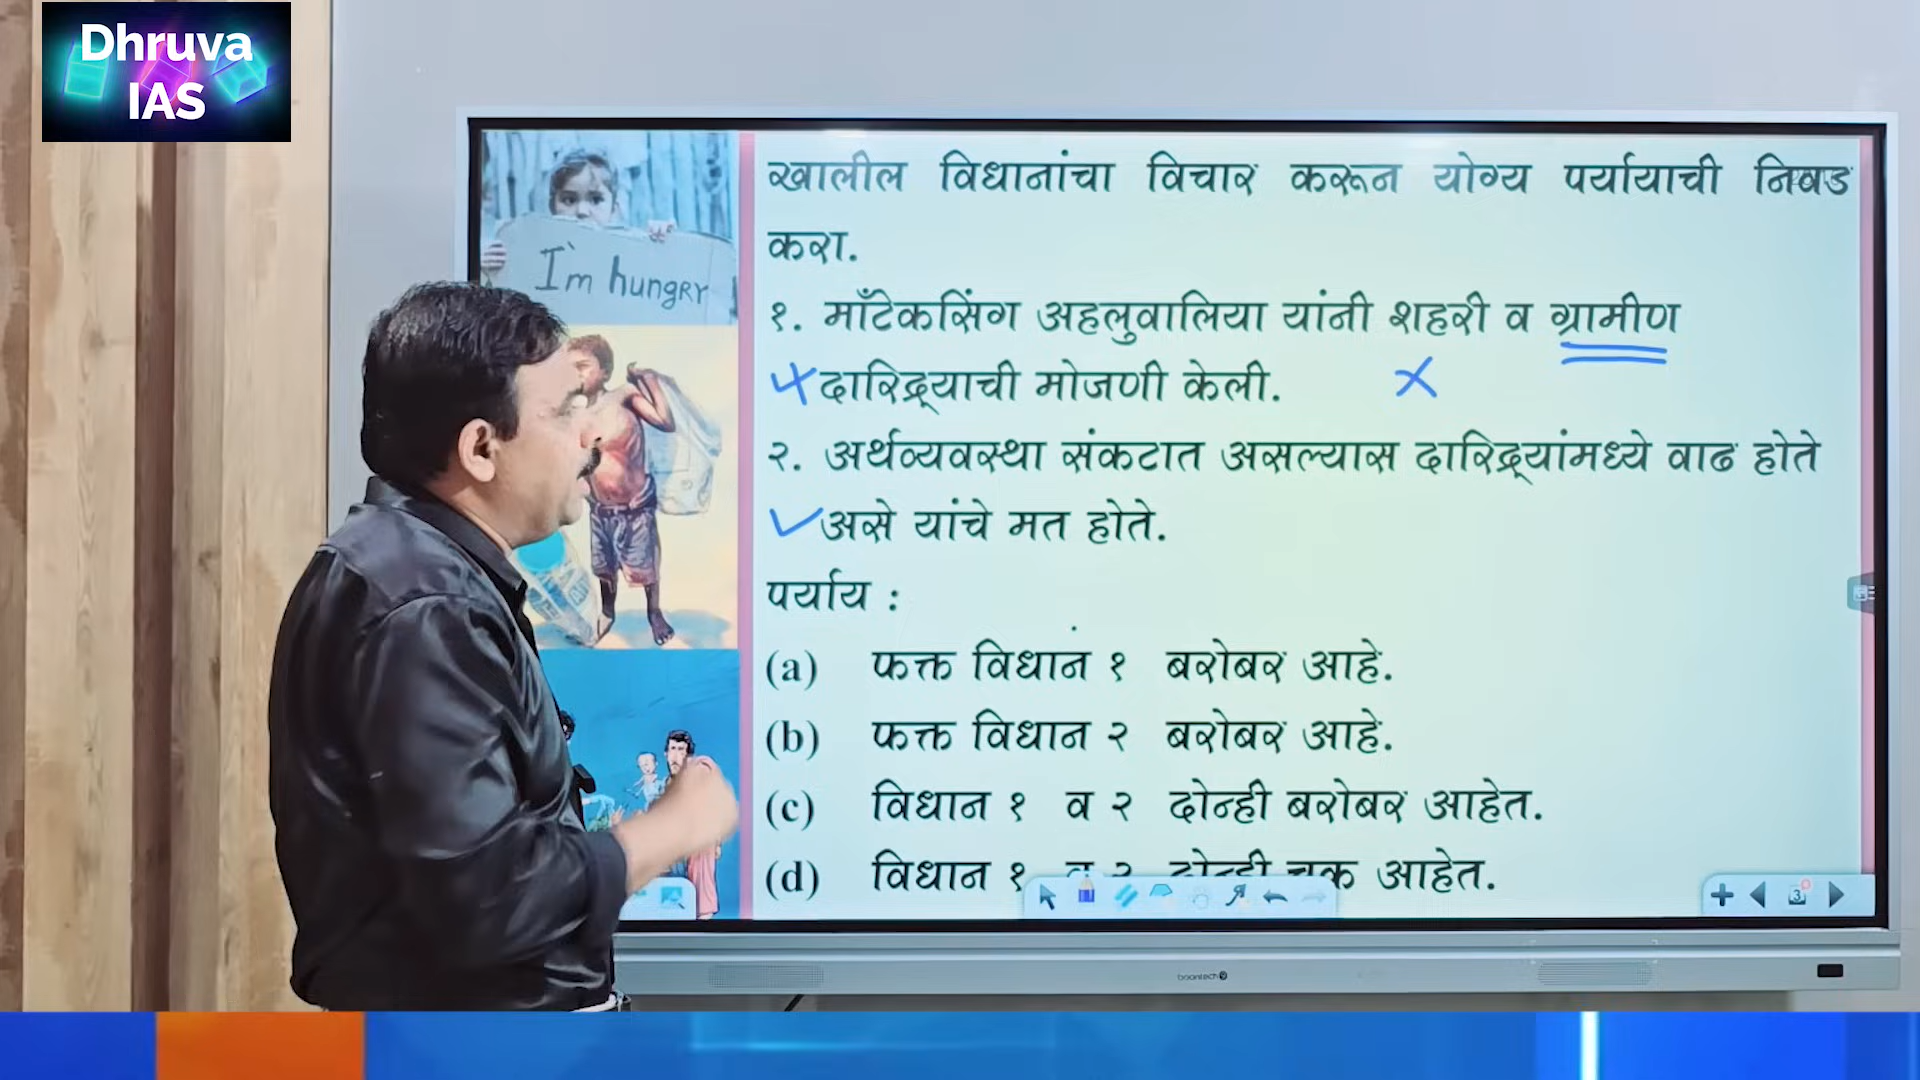 Dhruva
IAS
I'm hungry
खालील विधानांचा विचार करून योग्य पर्यायाची निवड
करा.
१. माँटेकसिंग अहलुवालिया यांनी शहरी व ग्रामीण
दारिद्र्याची मोजणी केली.
२. अर्थव्यवस्था संकटात असल्यास दारिद्र्यांमध्ये वाढ होते
असे यांचे मत होते.
पर्याय :
(a) फक्त विधान १ बरोबर आहे.
(b) फक्त विधान २ बरोबर आहे.
(c) विधान १ व २ दोन्ही बरोबर आहेत.
(d) विधान १ व २ दोन्ही चूक आहेत.
3